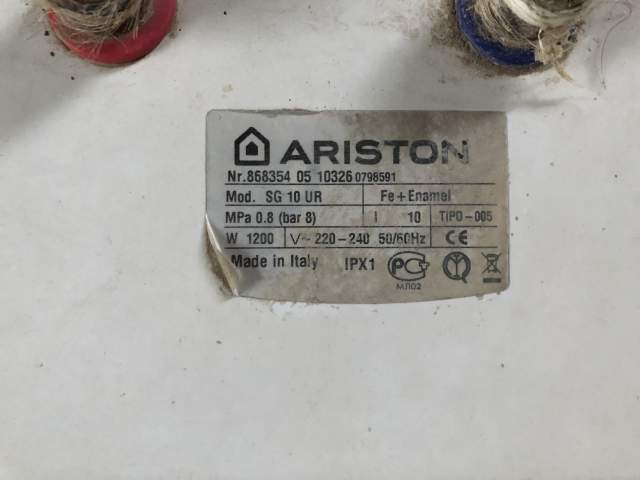 ARISTON
Nr.868354 05 10326 0798591
Mod. SG 10 UR Fe+Enamel
MPa 0.8 (bar 8) l 10 TIPO-005
W 1200 V~ 220-240 50/60Hz CE
Made in Italy IPX1 PC
МЛ02